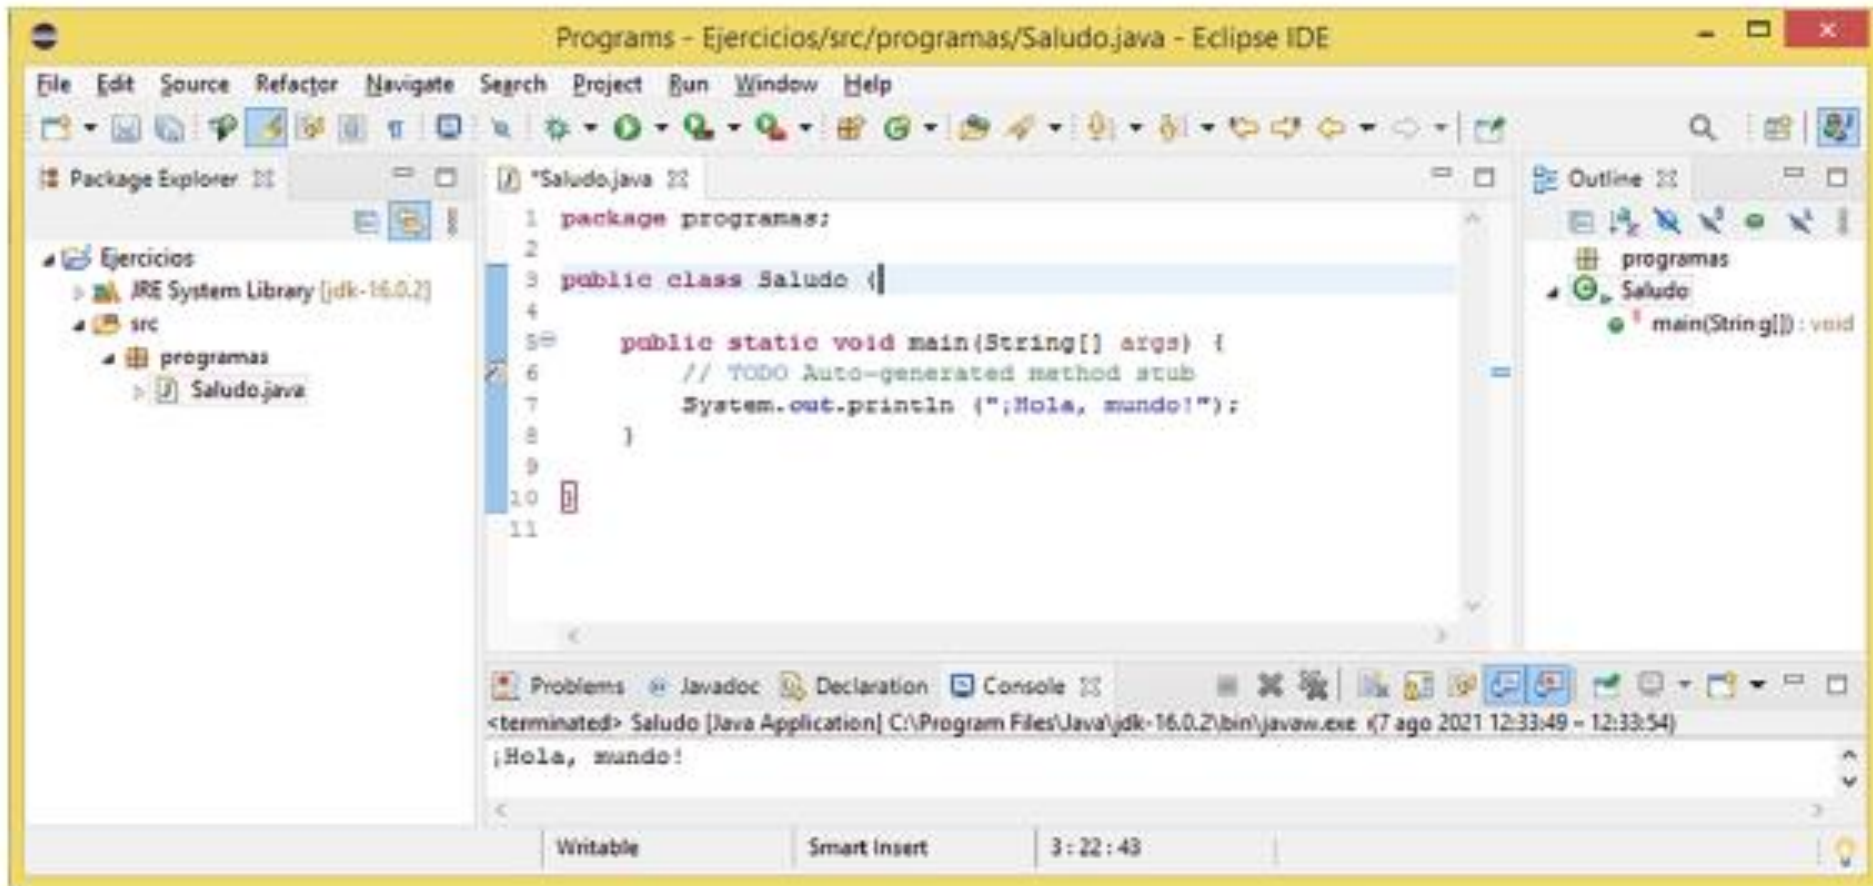 Programs - Ejercicios/src/programas/Saludo.java - Eclipse IDE
File Edit Source Refactor Navigate Search Project Run Window Help
Package Explorer
Ejercicios
JRE System Library [jdk-16.0.2]
src
programas
Saludo.java
*Saludo.java
1 package programas;
2
3 public class Saludo {
4
5 public static void main(String[] args) {
6 // TODO Auto-generated method stub
7 System.out.println ("¡Hola, mundo!");
8 }
9
10 }
11
Outline
programas
Saludo
main(String[]) : void
Problems Javadoc Declaration Console
<terminated> Saludo [Java Application] C:\Program Files\Java\jdk-16.0.2\bin\javaw.exe (7 ago 2021 12:33:49 – 12:33:54)
¡Hola, mundo!
Writable Smart Insert 3 : 22 : 43